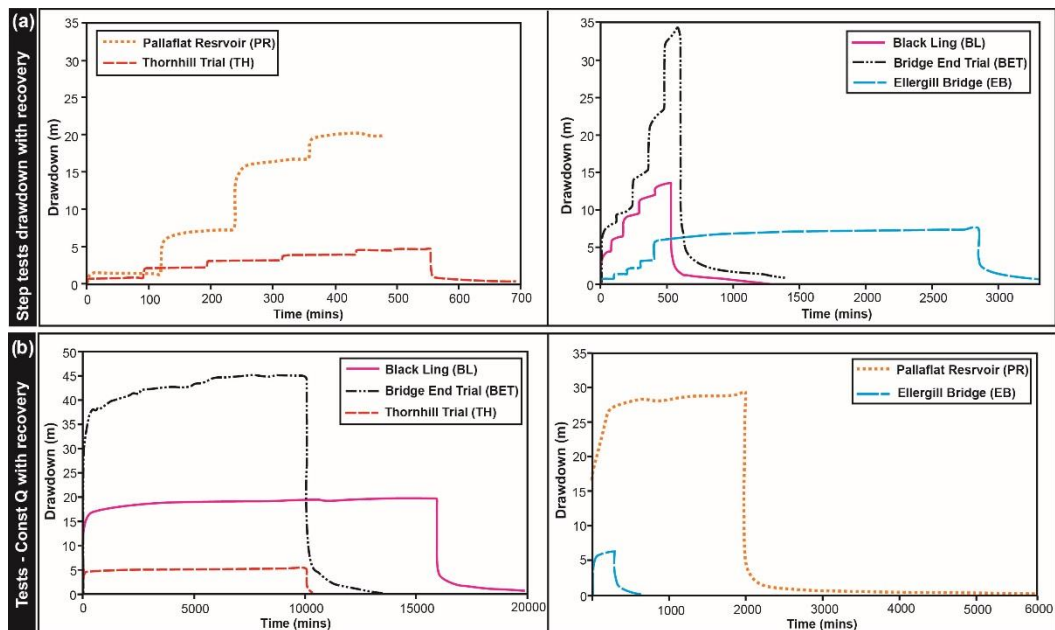 (a)
Step tests drawdown with recovery
Drawdown (m)
35
30
25
20
15
10
5
0
0 100 200 300 400 500 600 700
Time (mins)
Pallaflat Resrvoir (PR)
Thornhill Trial (TH)
Drawdown (m)
35
30
25
20
15
10
5
0
0 500 1000 1500 2000 2500 3000
Time (mins)
Black Ling (BL)
Bridge End Trial (BET)
Ellergill Bridge (EB)
(b)
Tests - Const Q with recovery
Drawdown (m)
50
45
40
35
30
25
20
15
10
5
0
0 5000 10000 15000 20000
Time (mins)
Black Ling (BL)
Bridge End Trial (BET)
Thornhill Trial (TH)
Drawdown (m)
35
30
25
20
15
10
5
0
1000 2000 3000 4000 5000 6000
Time (mins)
Pallaflat Resrvoir (PR)
Ellergill Bridge (EB)